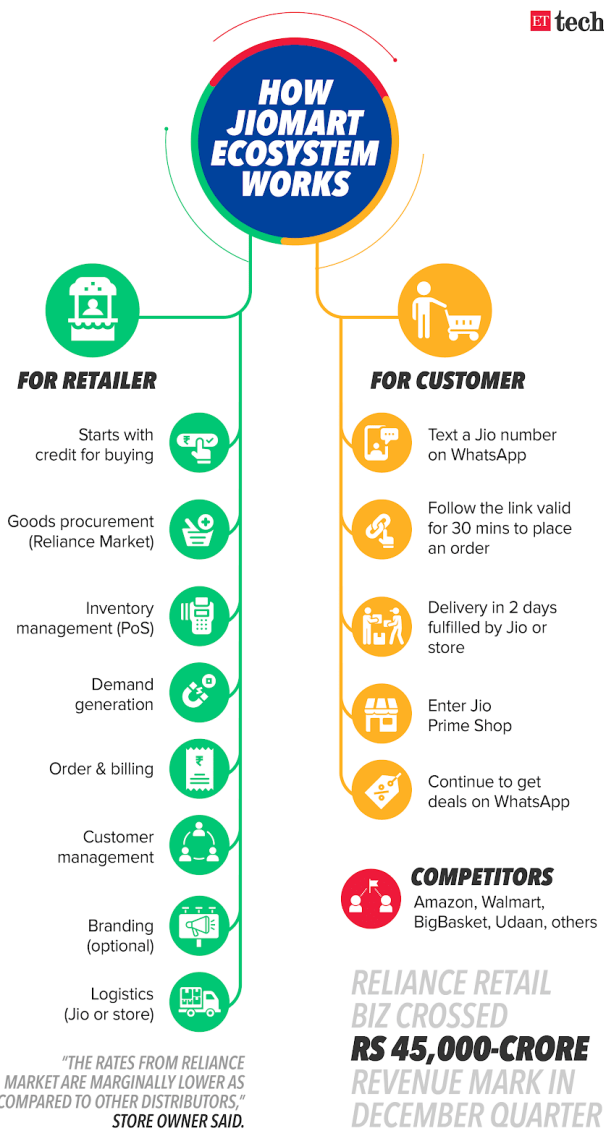 ET tech
HOW
JIOMART
ECOSYSTEM
WORKS
FOR RETAILER
Starts with
credit for buying
Goods procurement
(Reliance Market)
Inventory
management (PoS)
Demand
generation
Order & billing
Customer
management
Branding
(optional)
Logistics
(Jio or store)
"THE RATES FROM RELIANCE
MARKET ARE MARGINALLY LOWER AS
COMPARED TO OTHER DISTRIBUTORS,"
STORE OWNER SAID.
FOR CUSTOMER
Text a Jio number
on WhatsApp
Follow the link valid
for 30 mins to place
an order
Delivery in 2 days
fulfilled by Jio or
store
Enter Jio
Prime Shop
Continue to get
deals on WhatsApp
COMPETITORS
Amazon, Walmart,
BigBasket, Udaan, others
RELIANCE RETAIL
BIZ CROSSED
RS 45,000-CRORE
REVENUE MARK IN
DECEMBER QUARTER